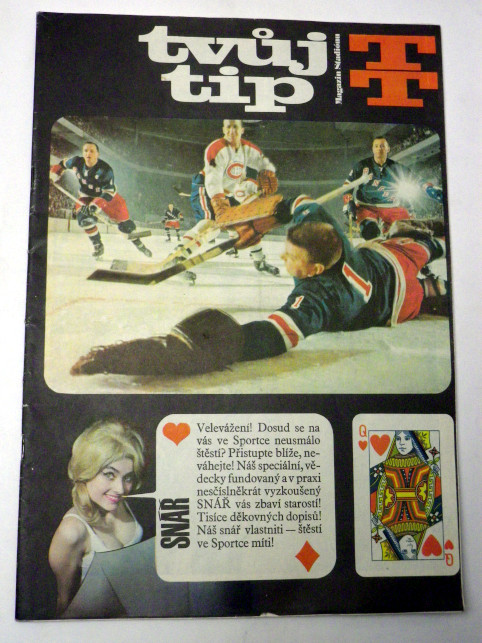 tvůj
tip
Magazín Stadiónu
TT
1
Velevážení! Dosud se na
vás ve Sportce neusmálo
štěstí? Přistupte blíže, ne-
váhejte! Náš speciální, vě-
decky fundovaný a v praxi
nesčíslněkrát vyzkoušený
SNÁŘ vás zbaví starostí!
Tisíce děkovných dopisů!
Náš snář vlastniti — štěstí
ve Sportce míti!
SNÁŘ
Q
Q